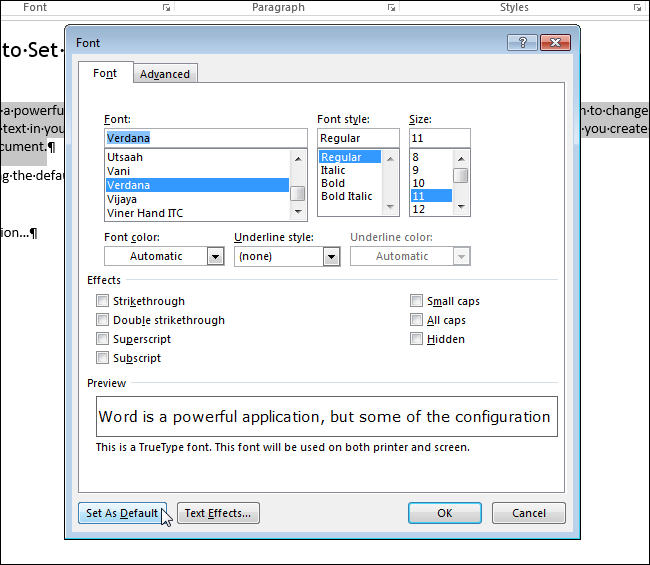 Font Paragraph Styles
to·Set·
Font
Font Advanced
·a·powerful
n·to·change
·text·in·you
·you·create
cument.¶
ng·the·defau
ion...¶
Font: Font style: Size:
Verdana Regular 11
Utsaah Regular 8
Vani Italic 9
Verdana Bold 10
Vijaya Bold Italic 11
Viner Hand ITC 12
Font color: Underline style: Underline color:
Automatic (none) Automatic
Effects
Strikethrough Small caps
Double strikethrough All caps
Superscript Hidden
Subscript
Preview
Word is a powerful application, but some of the configuration
This is a TrueType font. This font will be used on both printer and screen.
Set As Default Text Effects... OK Cancel